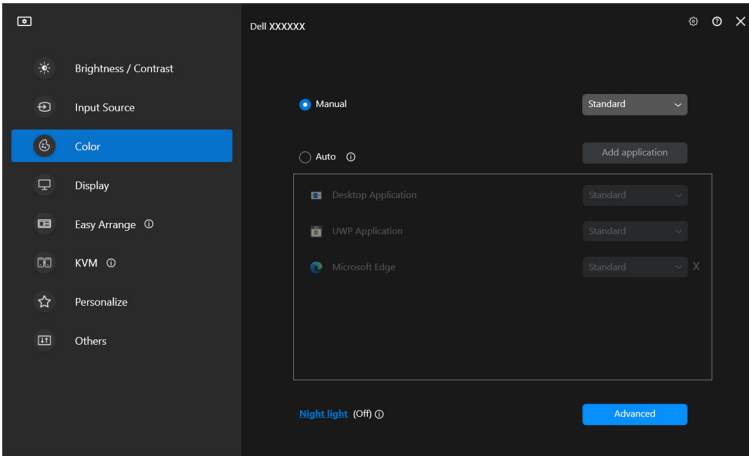 Dell XXXXXX
Brightness / Contrast
Input Source
Color
Display
Easy Arrange
KVM
Personalize
Others
Manual
Standard
Auto
Add application
Desktop Application
Standard
UWP Application
Standard
Microsoft Edge
Standard
X
Night light (Off)
Advanced